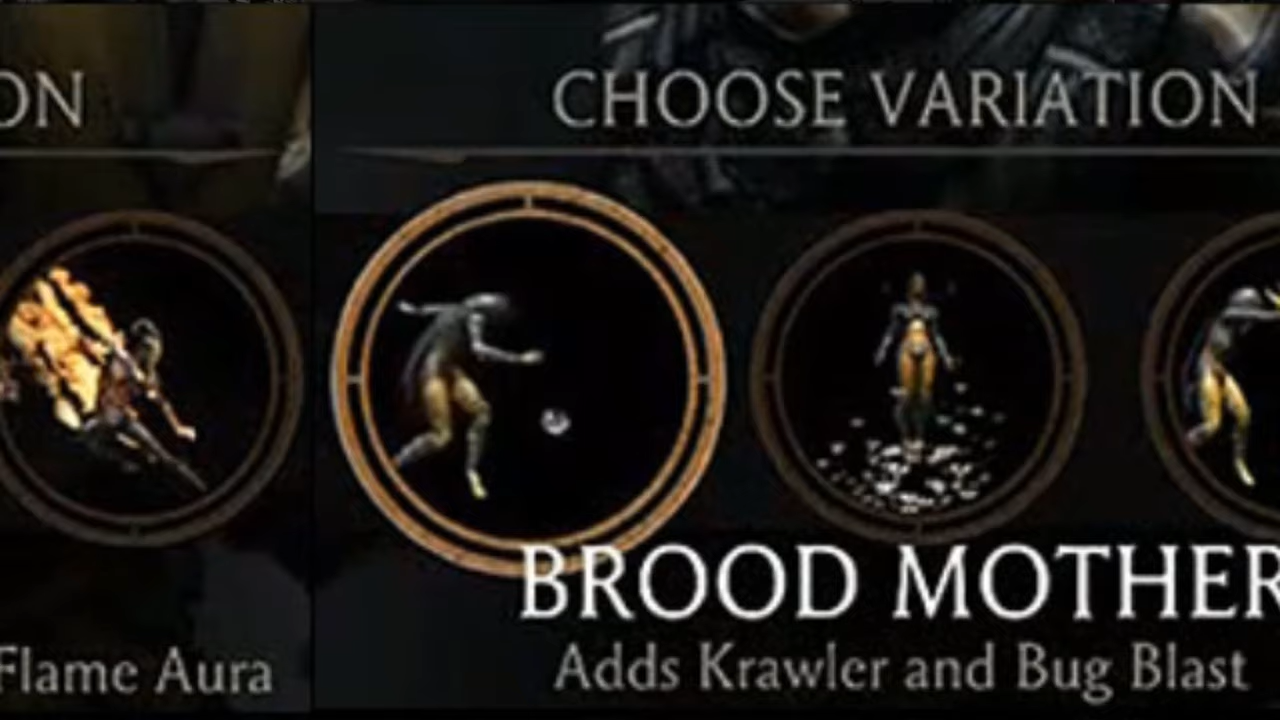 ON
CHOOSE VARIATION
BROOD MOTHER
Flame Aura
Adds Krawler and Bug Blast